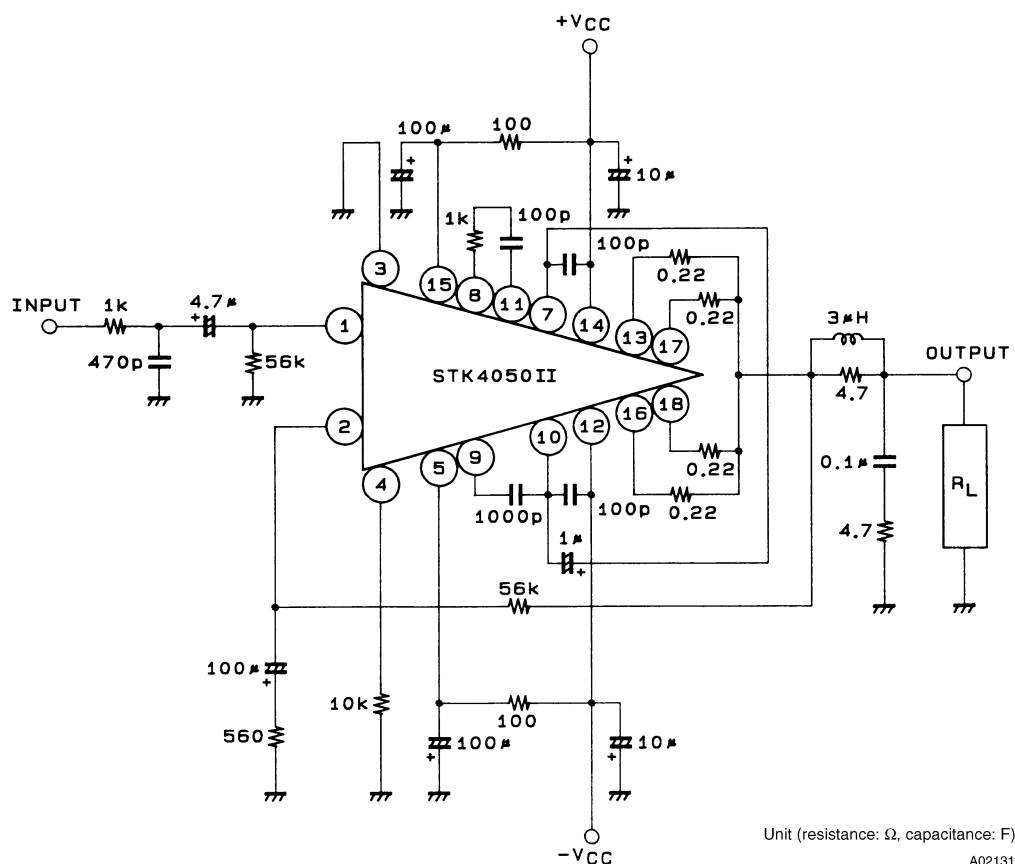 +VCC
100µ
100
10µ
1k
100p
100p
3
15
8
11
7
14
13
17
0.22
0.22
INPUT
1k
4.7µ
+
1
470p
56k
STK4050II
3µH
OUTPUT
4.7
2
4
5
9
10
12
16
18
0.22
0.22
1000p
100p
1µ
+
0.1µ
4.7
RL
56k
100µ
+
560
10k
100
100µ
+
10µ
+
-VCC
Unit (resistance: Ω, capacitance: F)
A02131